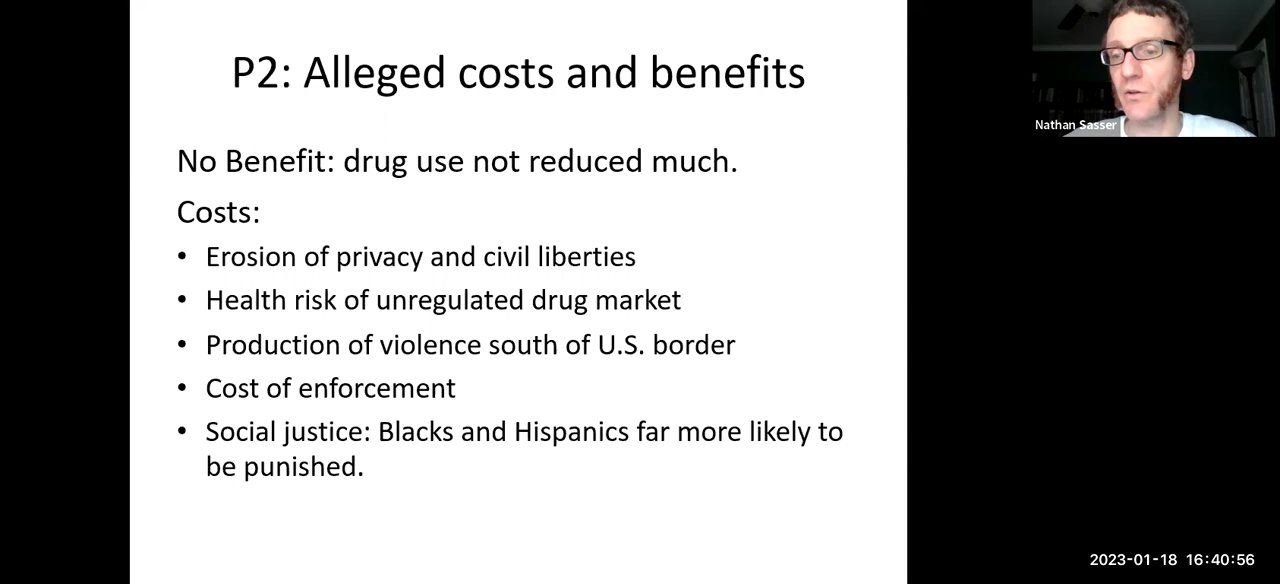 P2: Alleged costs and benefits
No Benefit: drug use not reduced much.
Costs:
• Erosion of privacy and civil liberties
• Health risk of unregulated drug market
• Production of violence south of U.S. border
• Cost of enforcement
• Social justice: Blacks and Hispanics far more likely to
be punished.
Nathan Sasser
2023-01-18 16:40:56